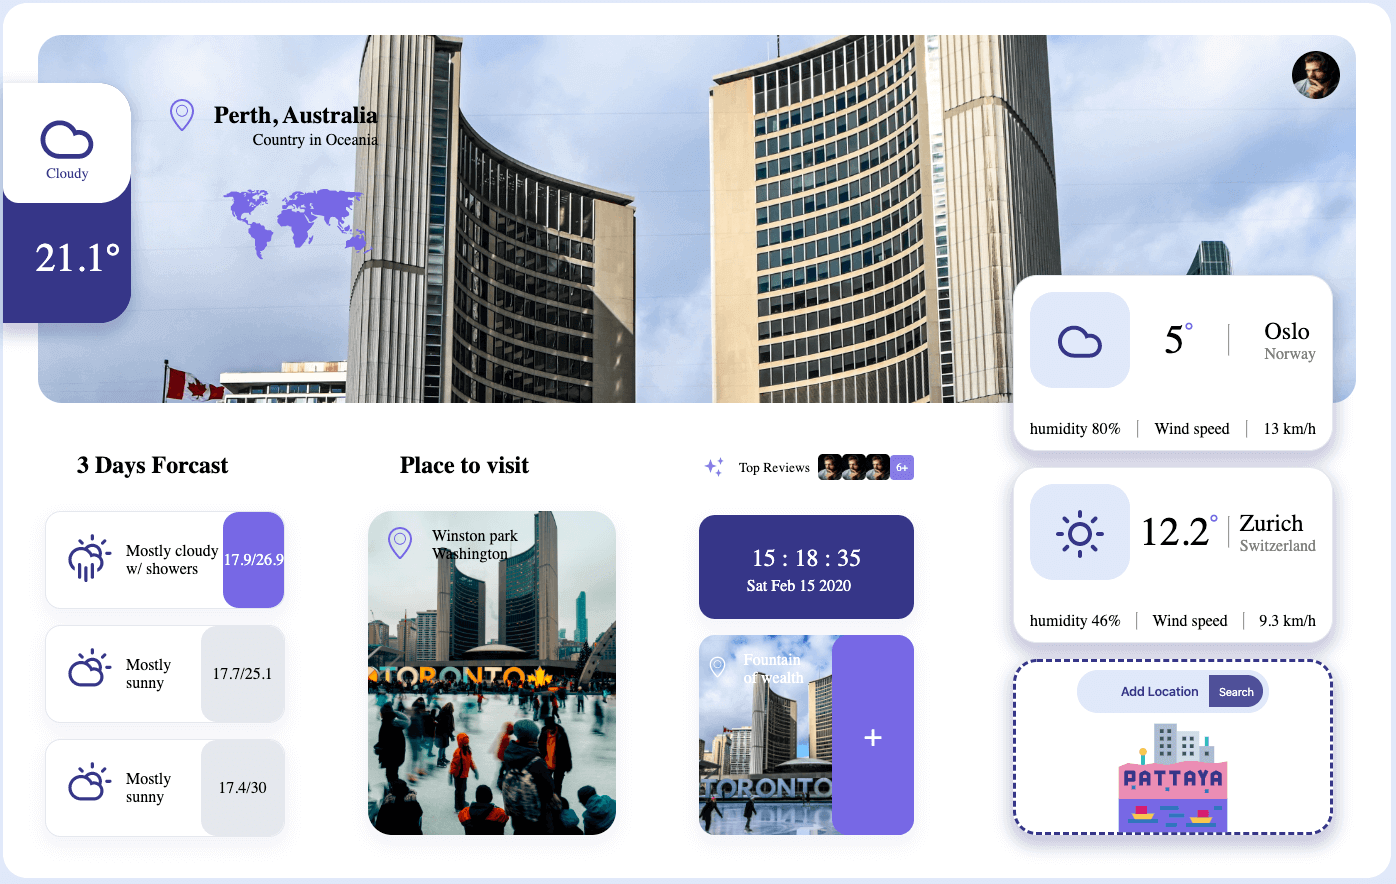 Perth, Australia
Country in Oceania
Cloudy
21.1°
5°
Oslo
Norway
humidity 80%
Wind speed
13 km/h
3 Days Forcast
Mostly cloudy
w/ showers
17.9/26.9
Mostly
sunny
17.7/25.1
Mostly
sunny
17.4/30
Place to visit
Winston park
Washington
TORONTO
Top Reviews
6+
15 : 18 : 35
Sat Feb 15 2020
Fountain
of wealth
TORONTO
+
12.2°
Zurich
Switzerland
humidity 46%
Wind speed
9.3 km/h
Add Location
Search
PATTAYA